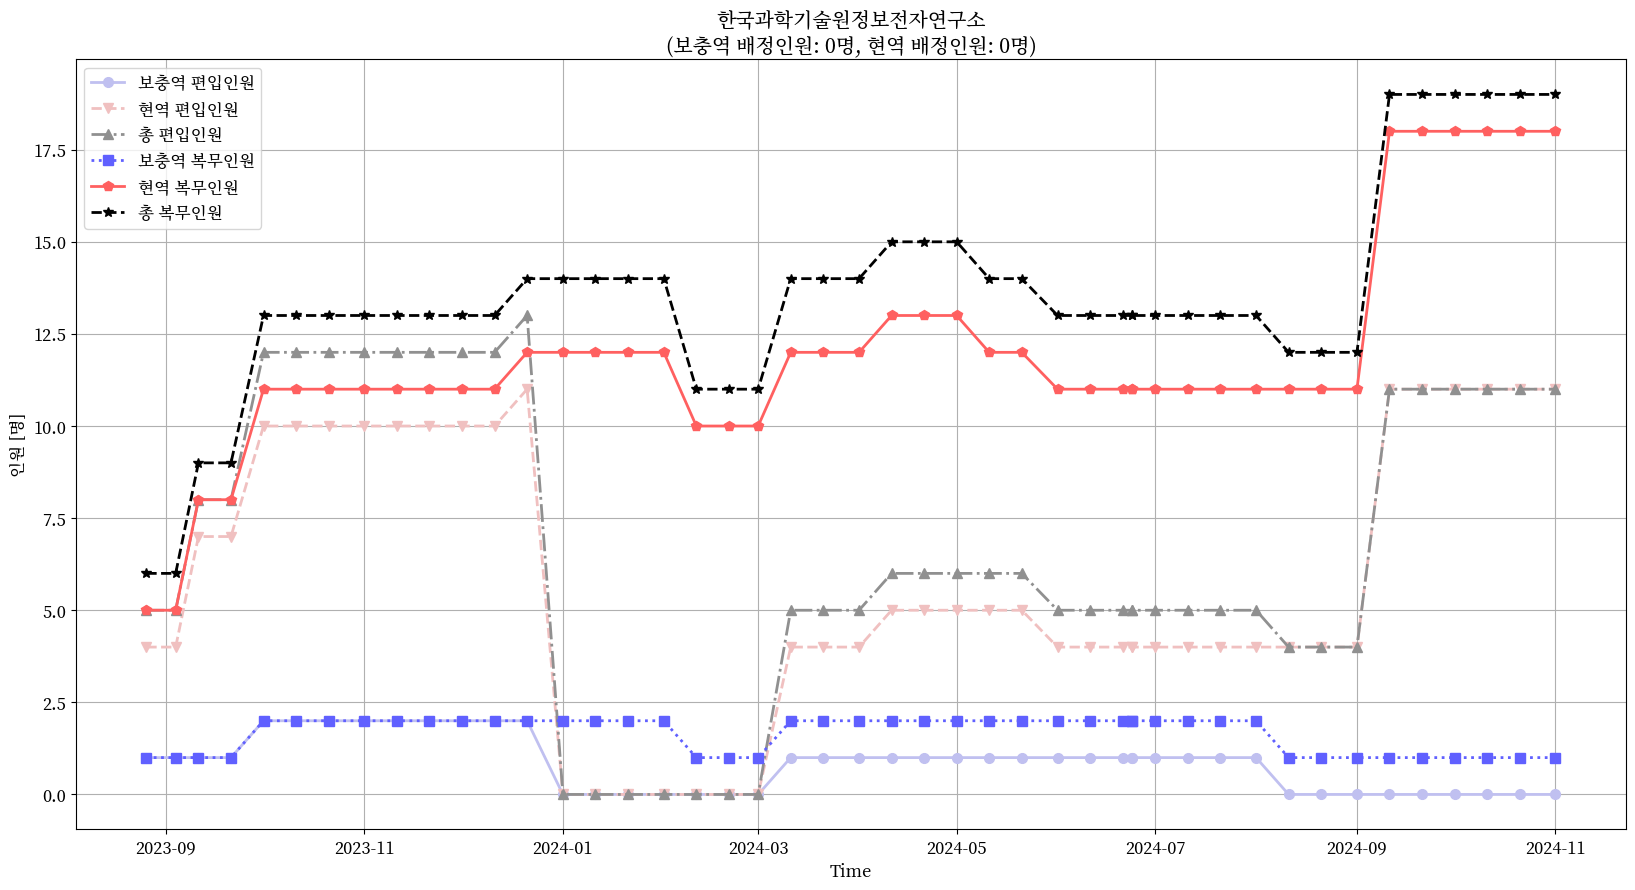 한국과학기술원정보전자연구소
(보충역 배정인원: 0명, 현역 배정인원: 0명)
보충역 편입인원
현역 편입인원
총 편입인원
보충역 복무인원
현역 복무인원
총 복무인원
17.5
15.0
12.5
10.0
7.5
5.0
2.5
0.0
인원 [명]
2023-09 2023-11 2024-01 2024-03 2024-05 2024-07 2024-09 2024-11
Time